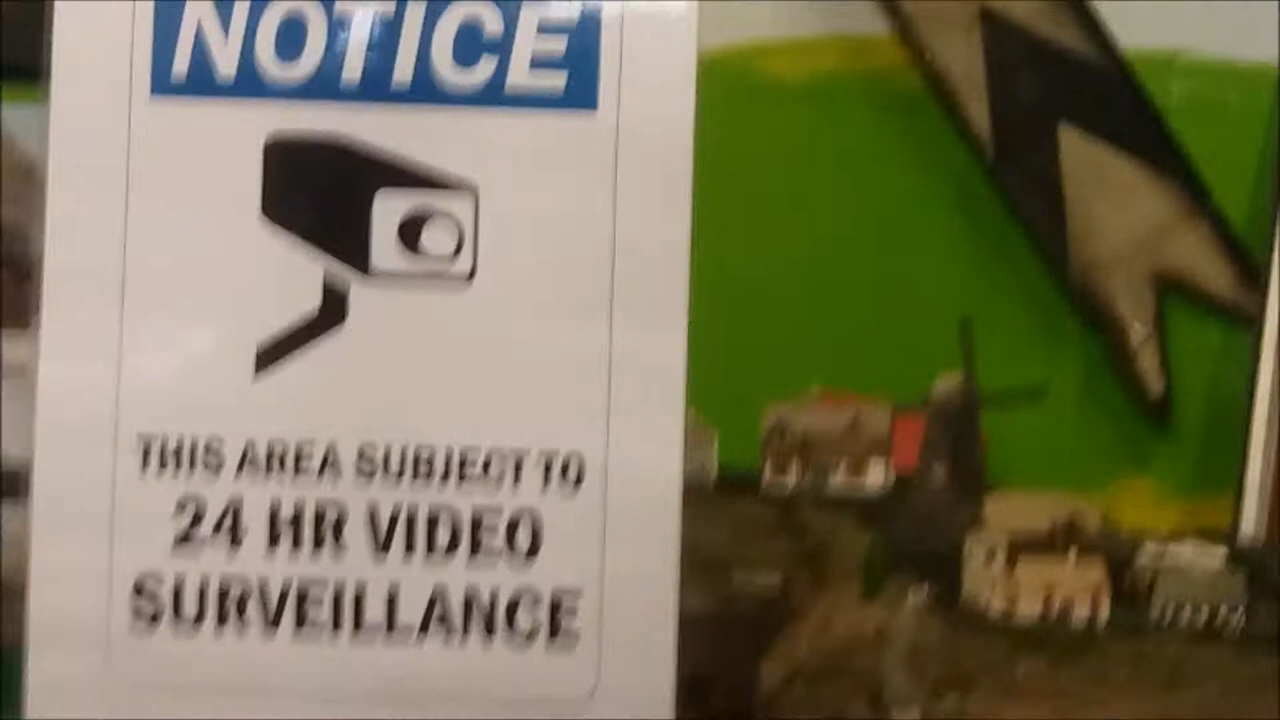 NOTICE
THIS AREA SUBJECT TO
24 HR VIDEO
SURVEILLANCE